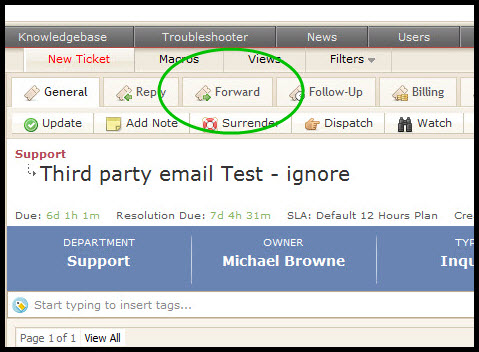 Knowledgebase Troubleshooter News Users
New Ticket Macros Views Filters
General Reply Forward Follow-Up Billing
Update Add Note Surrender Dispatch Watch
Support
Third party email Test - ignore
Due: 6d 1h 1m Resolution Due: 7d 4h 31m SLA: Default 12 Hours Plan Cre
DEPARTMENT OWNER TYP
Support Michael Browne Inqu
Start typing to insert tags...
Page 1 of 1 View All